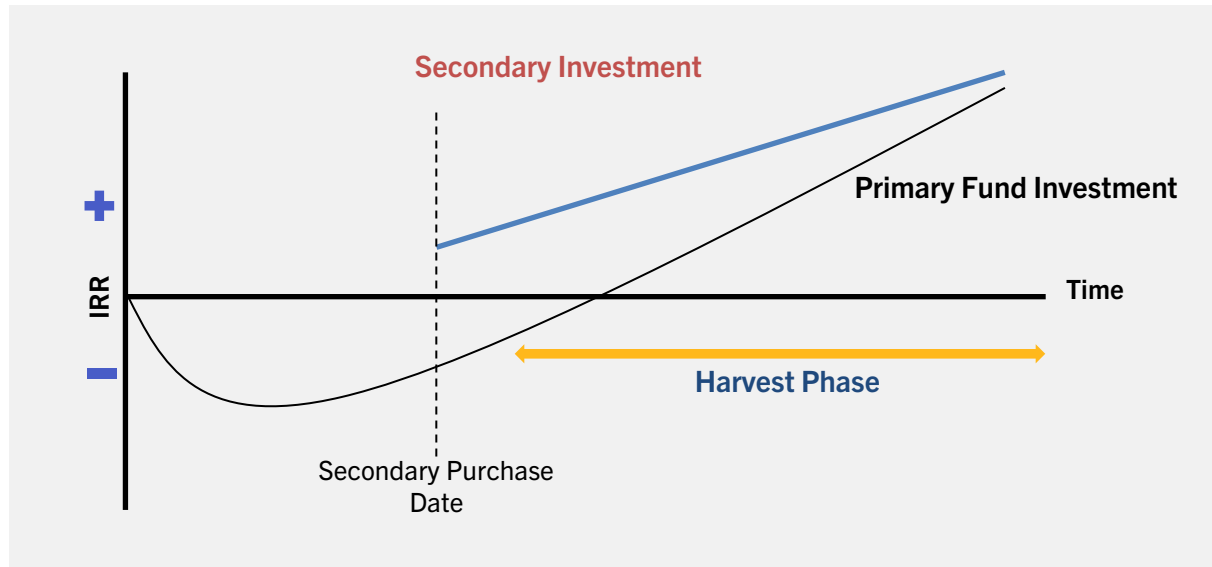 Secondary Investment
Primary Fund Investment
+
IRR
Time
−
Harvest Phase
Secondary Purchase
Date